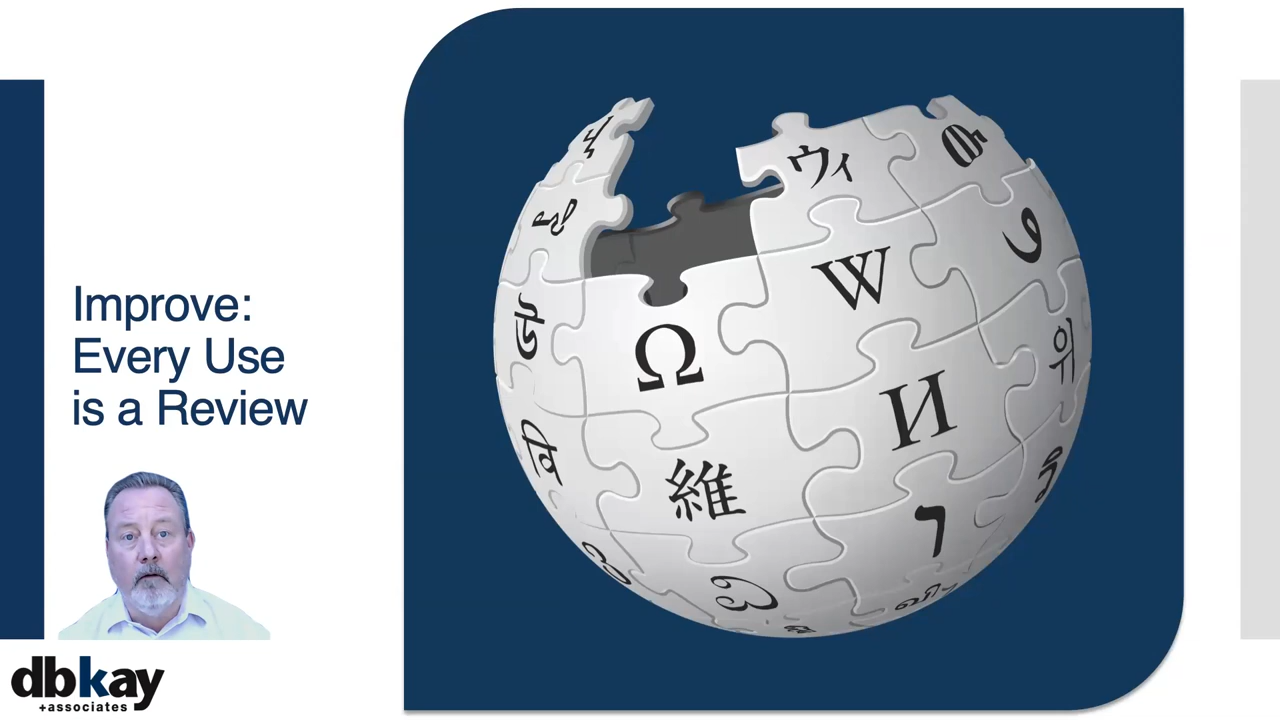 Improve:
Every Use
is a Review
dbkay
+associates
ウィ
W
Ω
И
위
維
ו